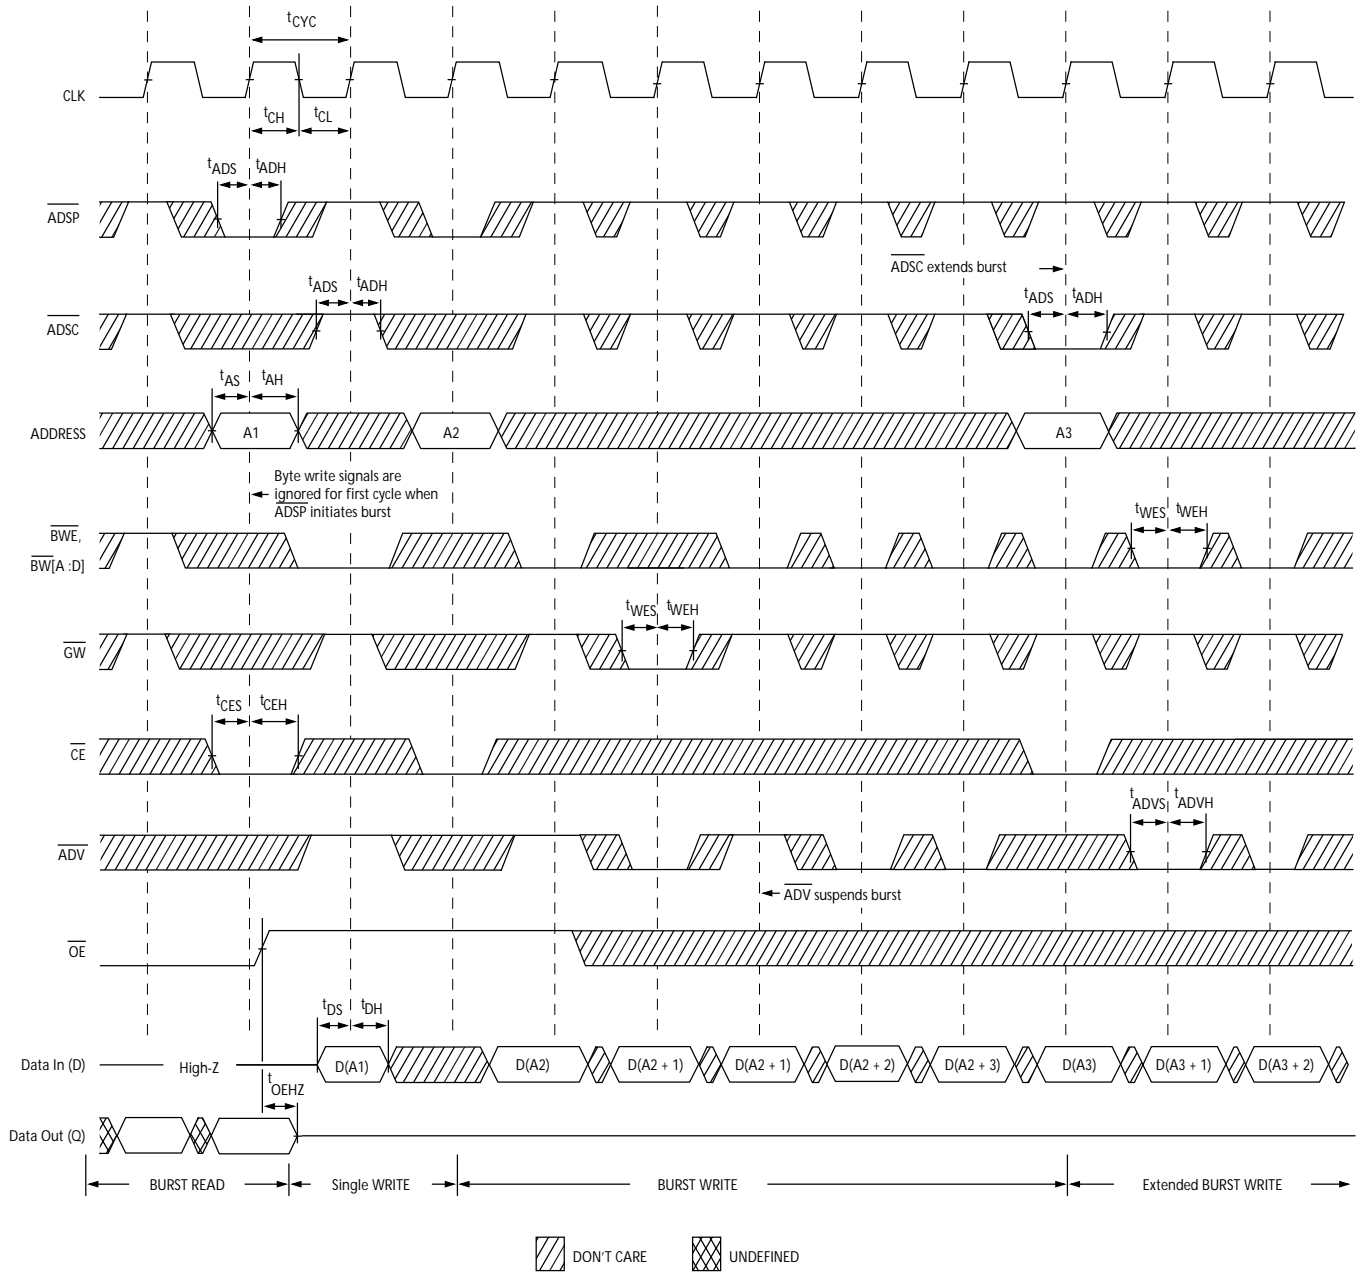 tCYC
CLK
tCH
tCL
tADS
tADH
ADSP
ADSC extends burst
tADS
tADH
tADS
tADH
ADSC
tAS
tAH
ADDRESS
A1
A2
A3
Byte write signals are
ignored for first cycle when
ADSP initiates burst
BWE,
BW[A :D]
tWES
tWEH
tWES
tWEH
GW
tCES
tCEH
CE
tADVS
tADVH
ADV
ADV suspends burst
OE
tDS
tDH
Data In (D)
High-Z
D(A1)
D(A2)
D(A2 + 1)
D(A2 + 1)
D(A2 + 2)
D(A2 + 3)
D(A3)
D(A3 + 1)
D(A3 + 2)
tOEHZ
Data Out (Q)
BURST READ
Single WRITE
BURST WRITE
Extended BURST WRITE
DON'T CARE
UNDEFINED